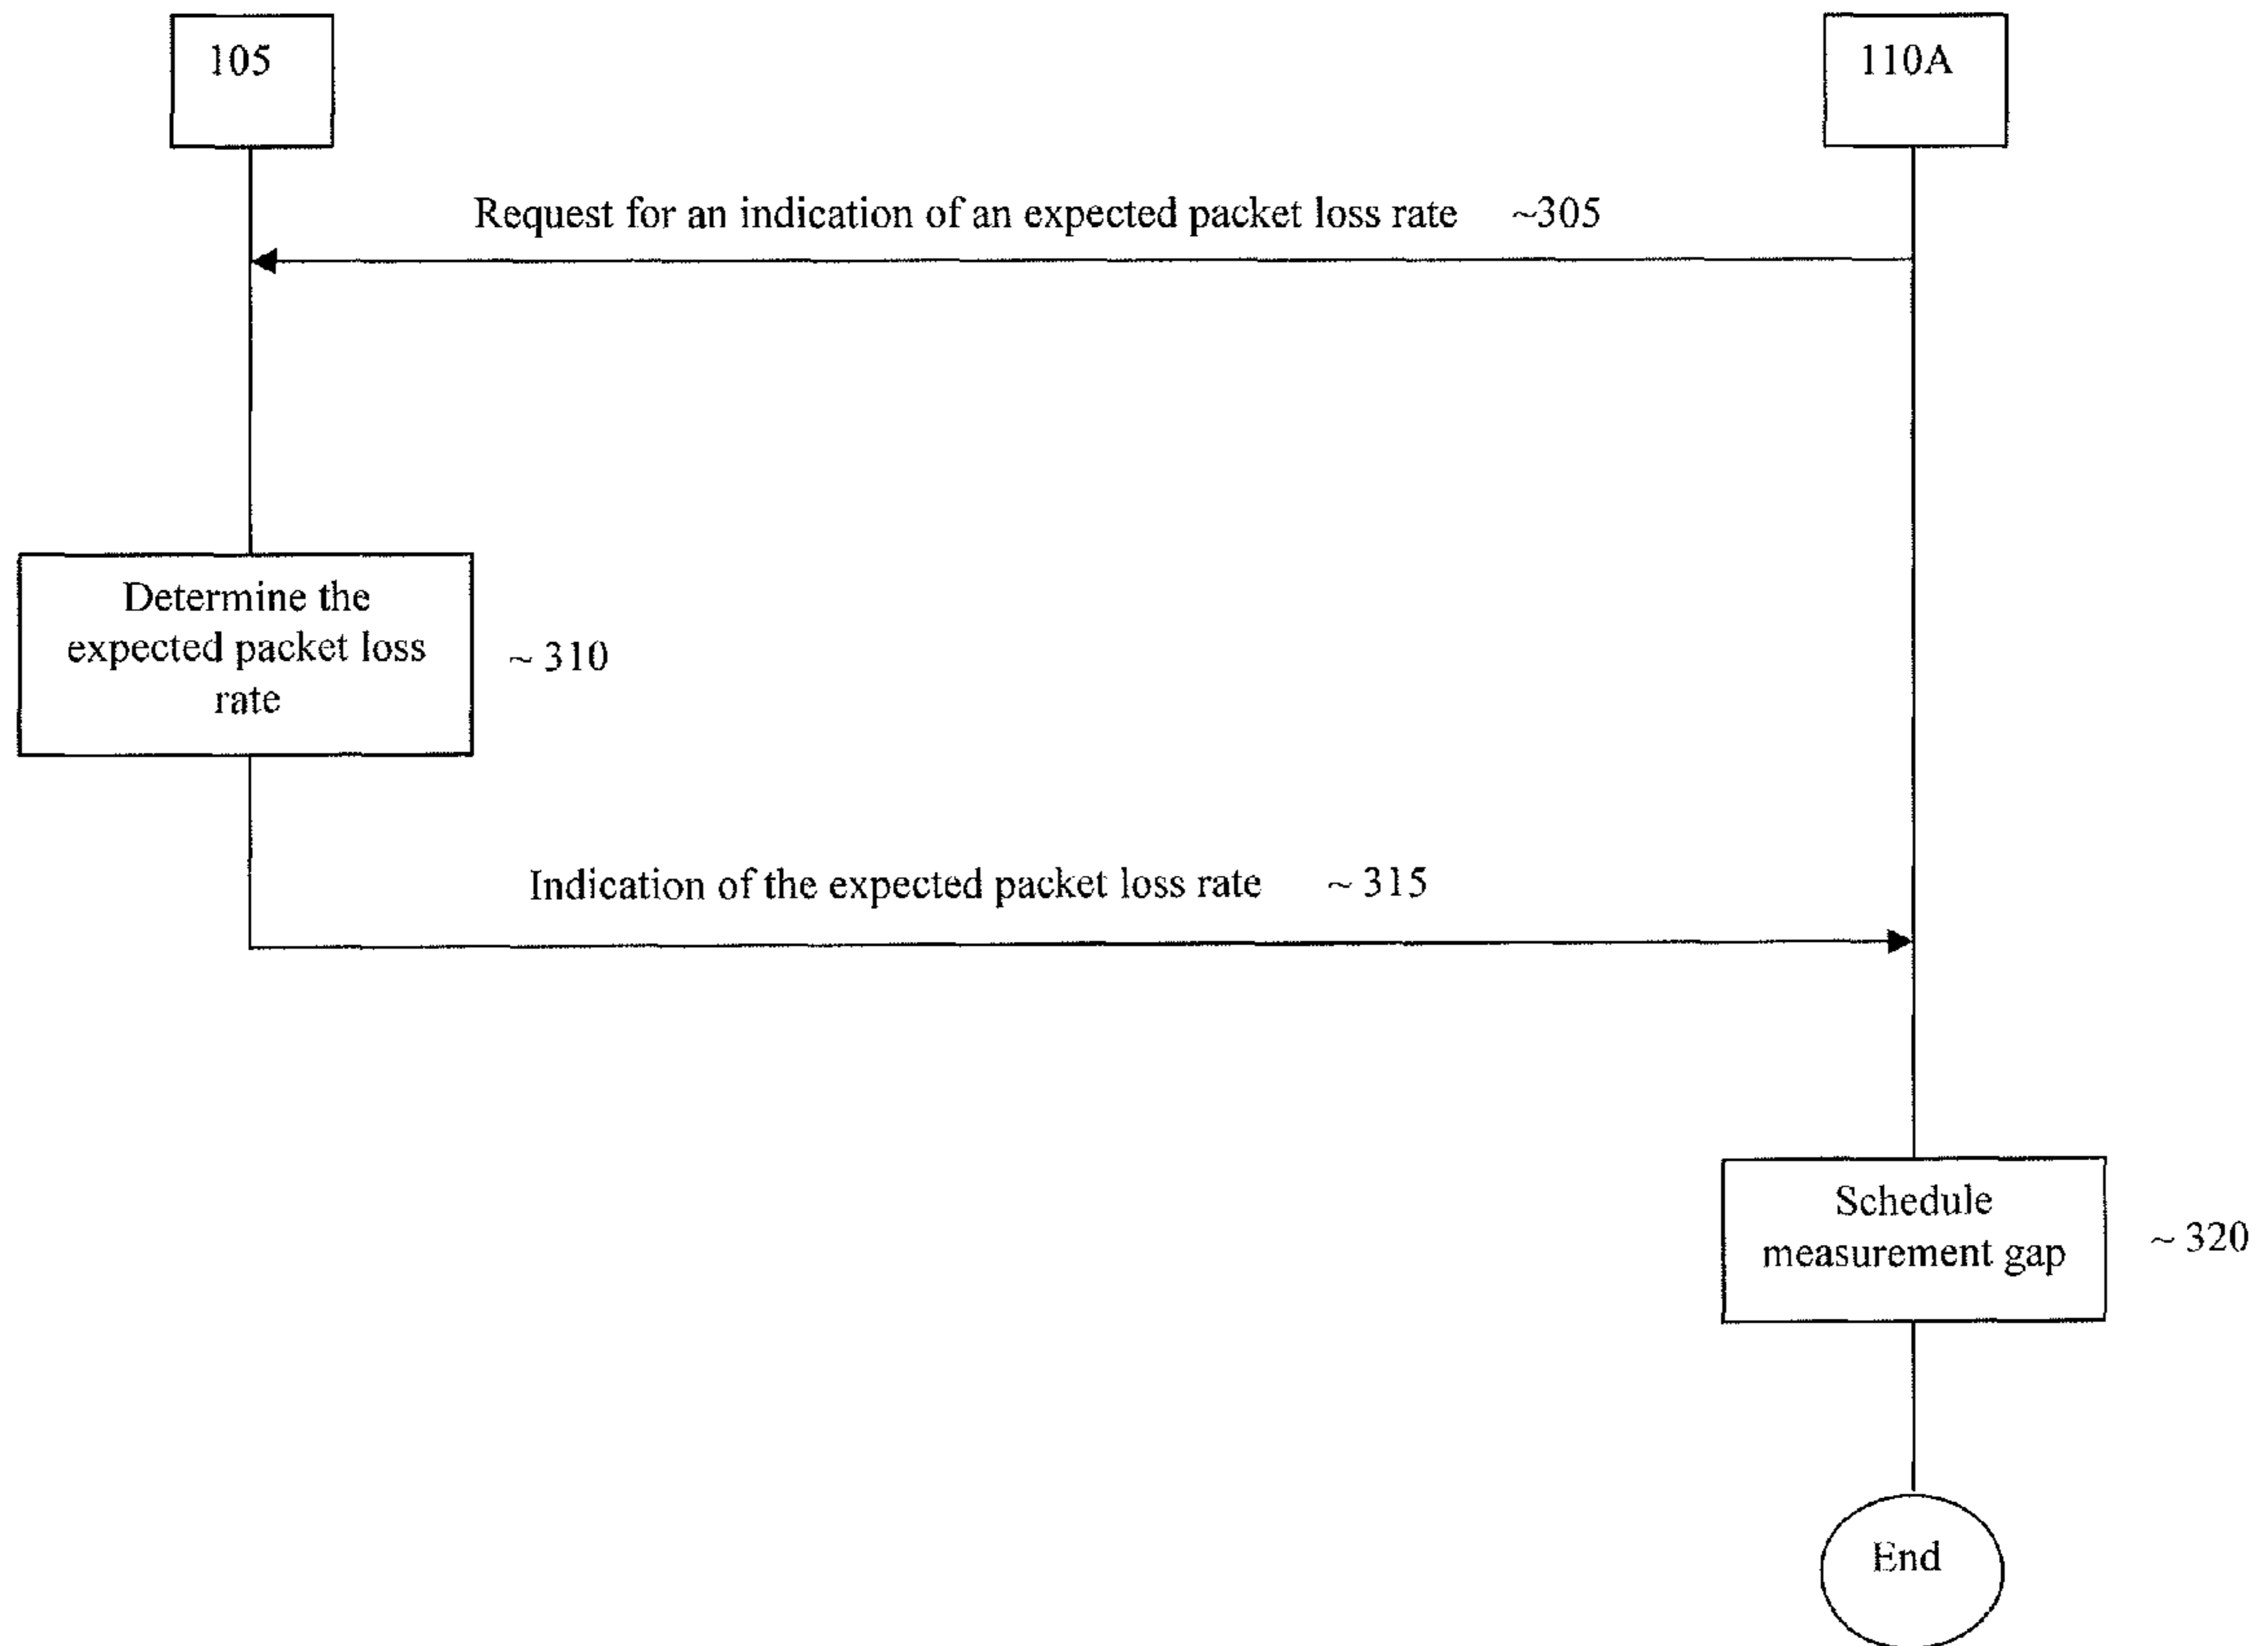 105
110A
Request for an indication of an expected packet loss rate ~305
Determine the
expected packet loss
rate
~ 310
Indication of the expected packet loss rate ~ 315
Schedule
measurement gap
~ 320
End